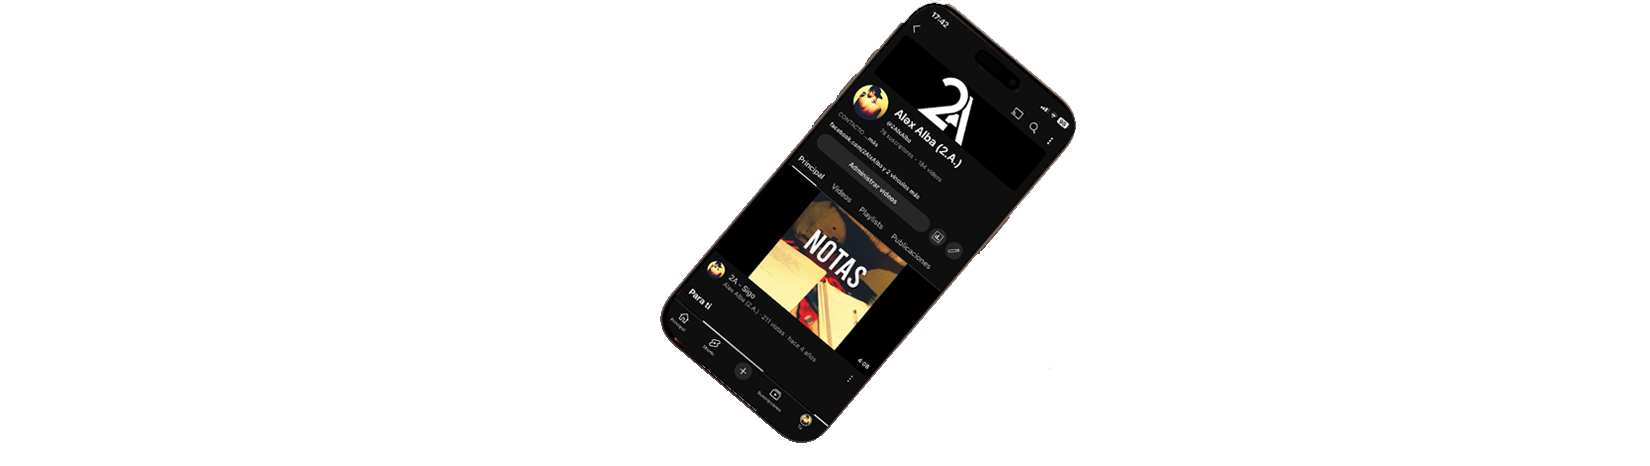 17:42
2A
Alex Alba (2.A.)
@2AlxAlba
78 suscriptores - 184 videos
CONTACTO ...más
facebook.com/2AlxAlba y 2 vínculos más
Administrar videos
Principal Videos Playlists Publicaciones
NOTAS
4:08
2A - Sigo
Alex Alba (2.A.) · 211 vistas · hace 4 años
Para ti
Principal
Shorts
Suscripciones
Tú